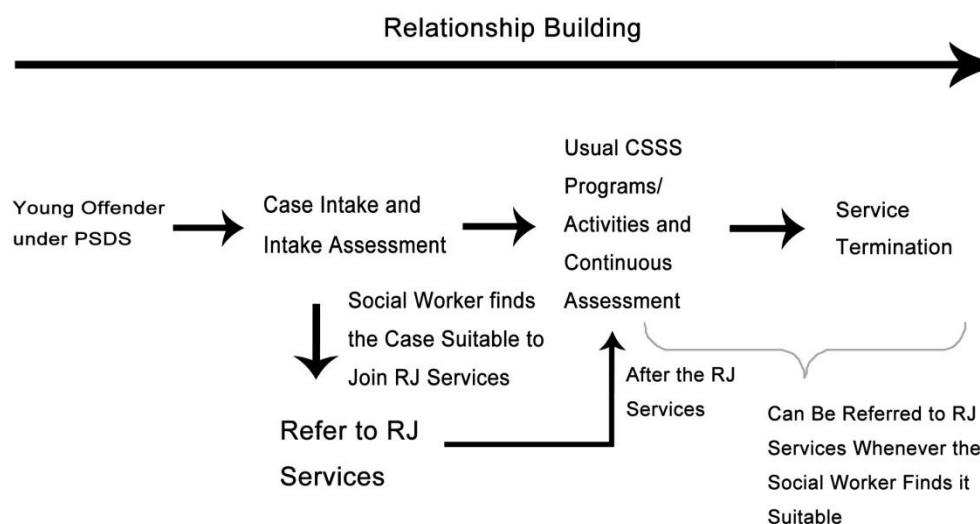 Relationship Building
Young Offender
under PSDS
Case Intake and
Intake Assessment
Usual CSSS
Programs/
Activities and
Continuous
Assessment
Service
Termination
Social Worker finds
the Case Suitable to
Join RJ Services
Refer to RJ
Services
After the RJ
Services
Can Be Referred to RJ
Services Whenever the
Social Worker Finds it
Suitable